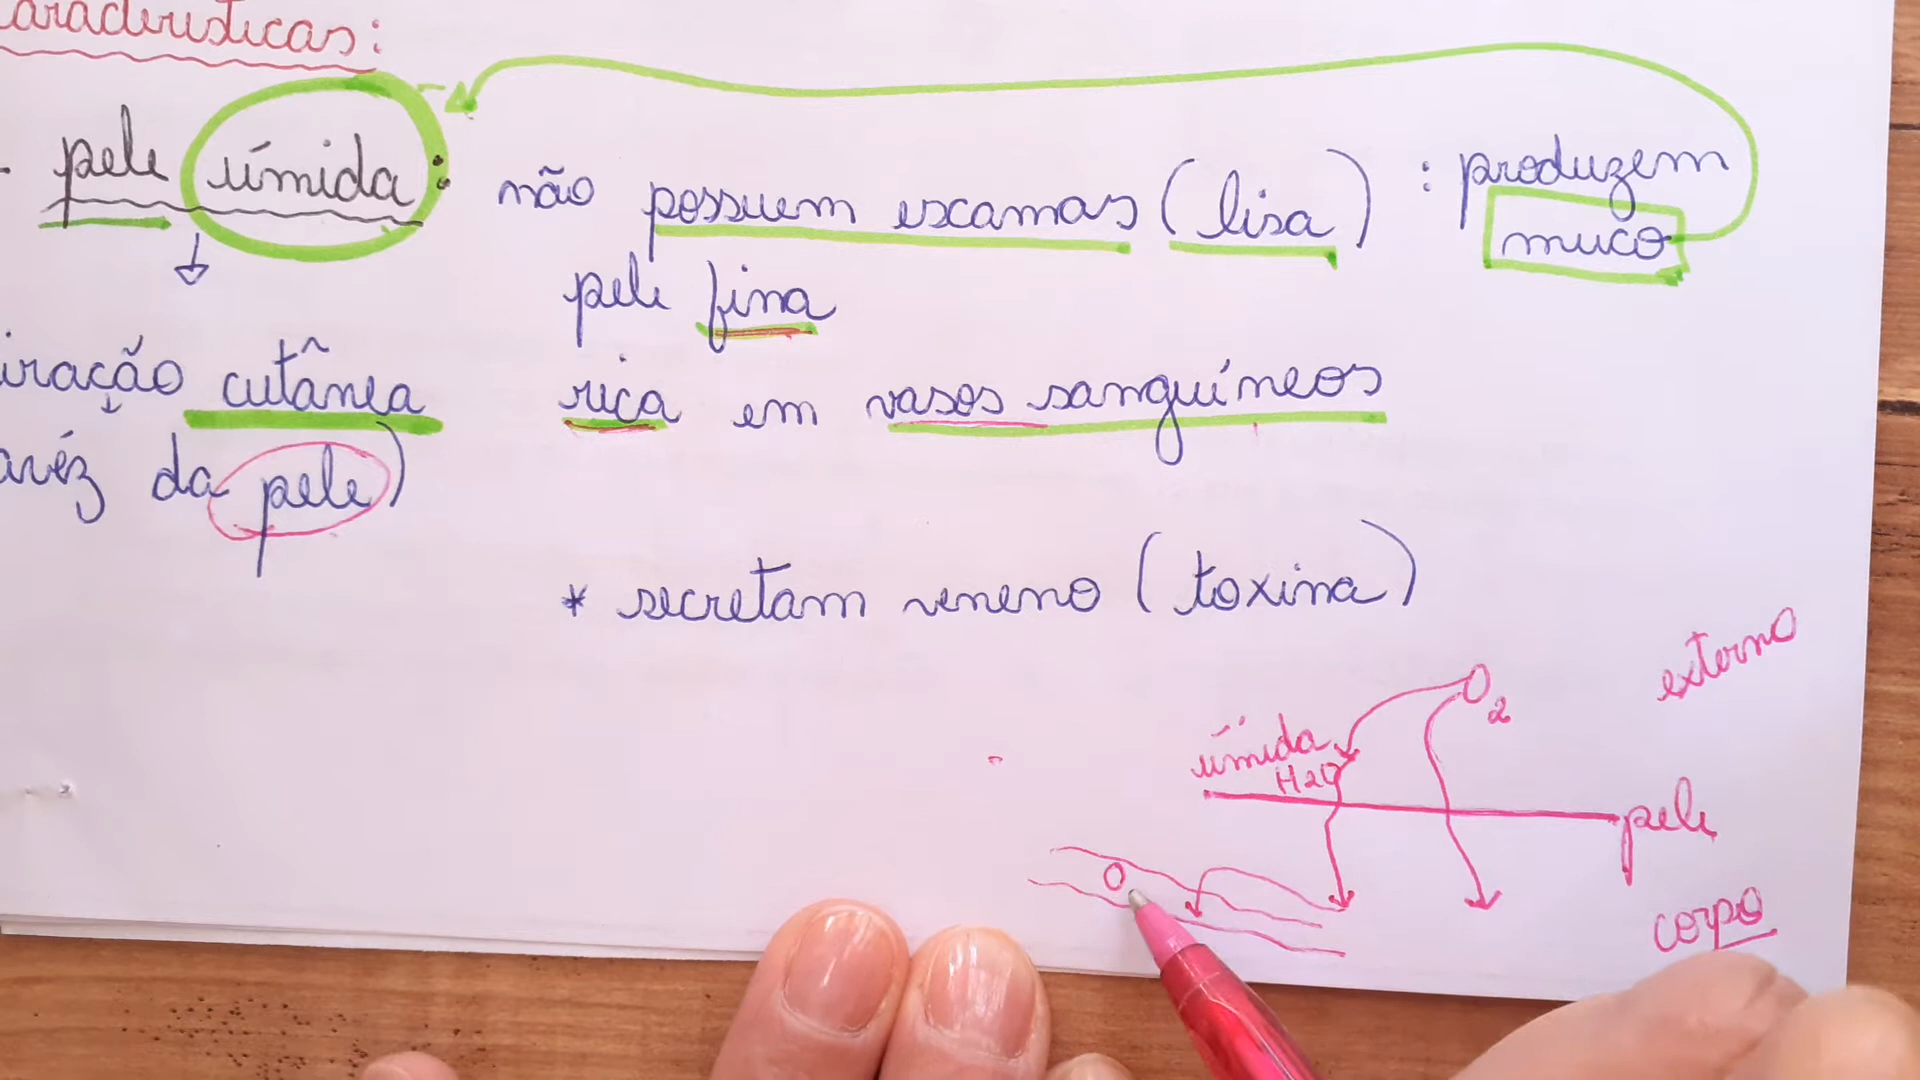 aracterísticas:
- pele úmida: não possuem escamas (lisa) : produzem
muco
pele fina
iração cutânea rica em vasos sanguíneos
avéz da pele)
* secretam veneno (toxina)
externo
O2
úmida
H2O
pele
O
corpo